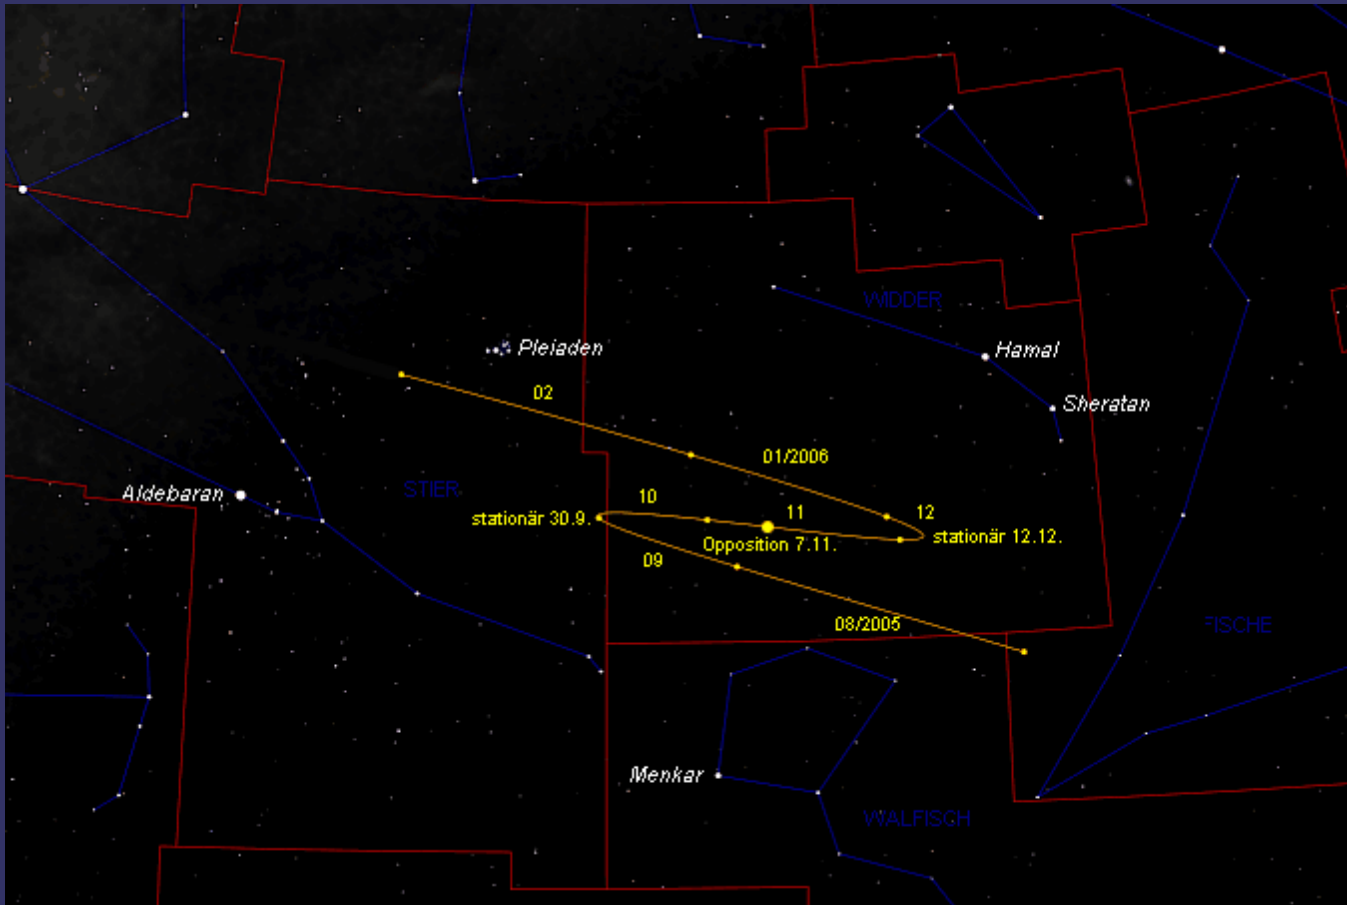 WIDDER
Pleiaden
Hamal
02
Sheratan
01/2006
Aldebaran
STIER
10
11
12
stationär 30.9.
Opposition 7.11.
stationär 12.12.
09
08/2005
FISCHE
Menkar
WALFISCH